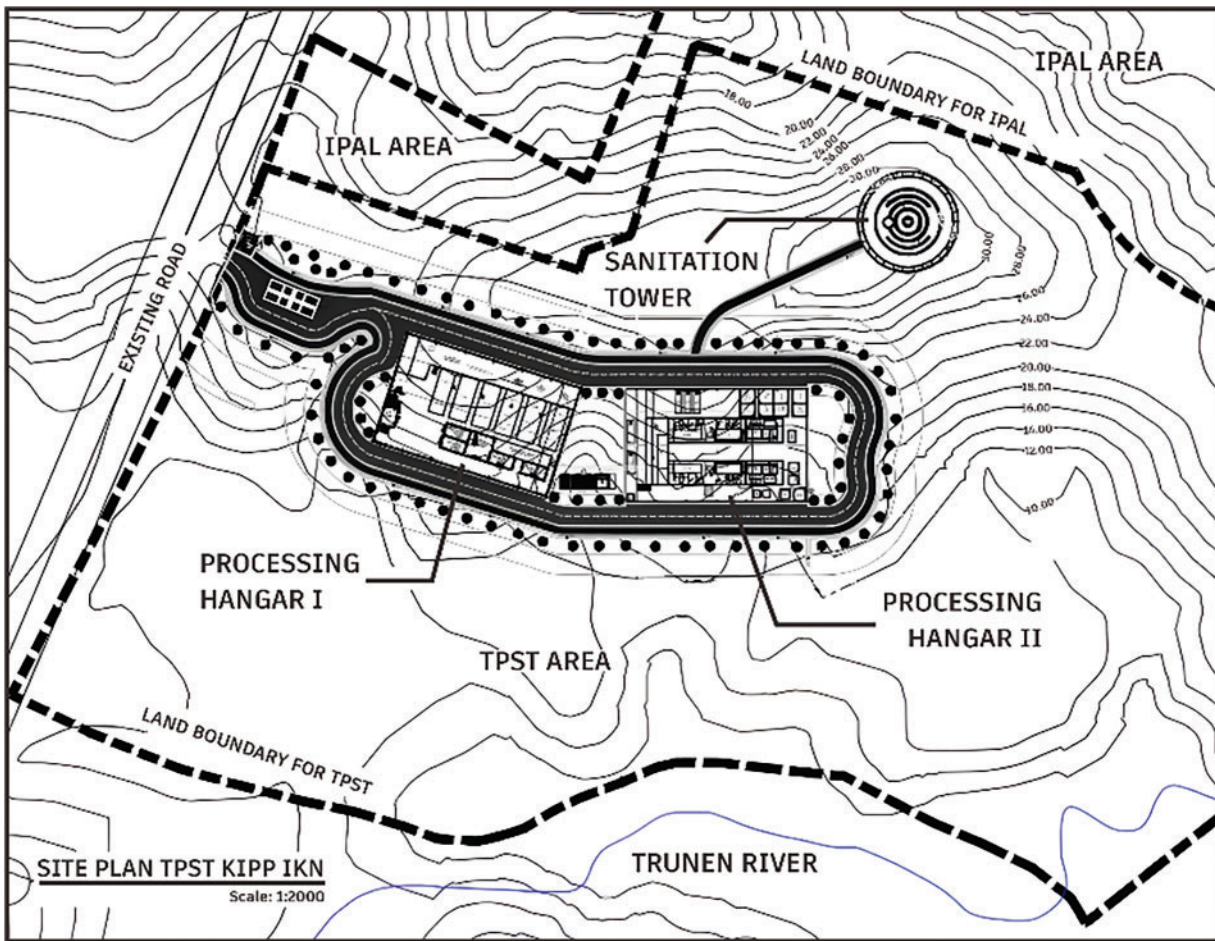 IPAL AREA
LAND BOUNDARY FOR IPAL
IPAL AREA
18.00
20.00
22.00
24.00
26.00
28.00
30.00
SANITATION
TOWER
30.00
28.00
26.00
24.00
22.00
20.00
18.00
16.00
14.00
12.00
10.00
EXISTING ROAD
PROCESSING
HANGAR I
PROCESSING
HANGAR II
TPST AREA
LAND BOUNDARY FOR TPST
TRUNEN RIVER
SITE PLAN TPST KIPP IKN
Scale: 1:2000